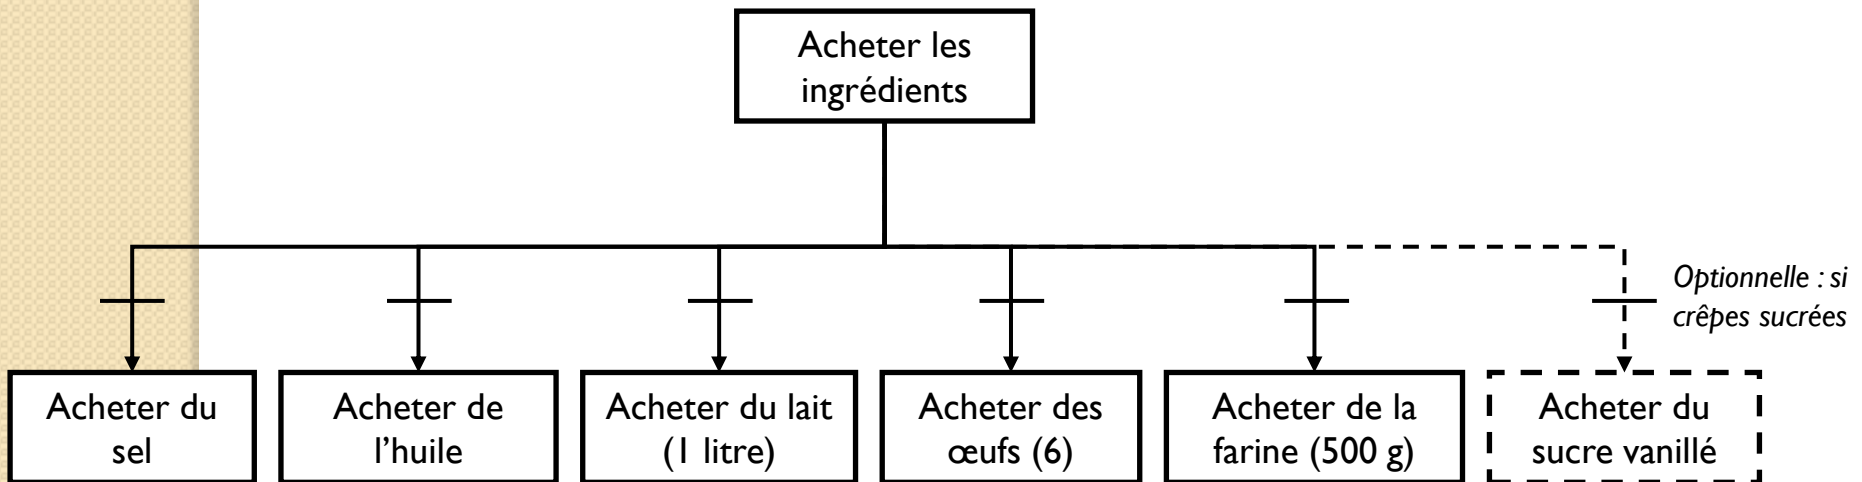 Acheter les
ingrédients
Optionnelle : si
crêpes sucrées
Acheter du
sel
Acheter de
l'huile
Acheter du lait
(1 litre)
Acheter des
œufs (6)
Acheter de la
farine (500 g)
Acheter du
sucre vanillé